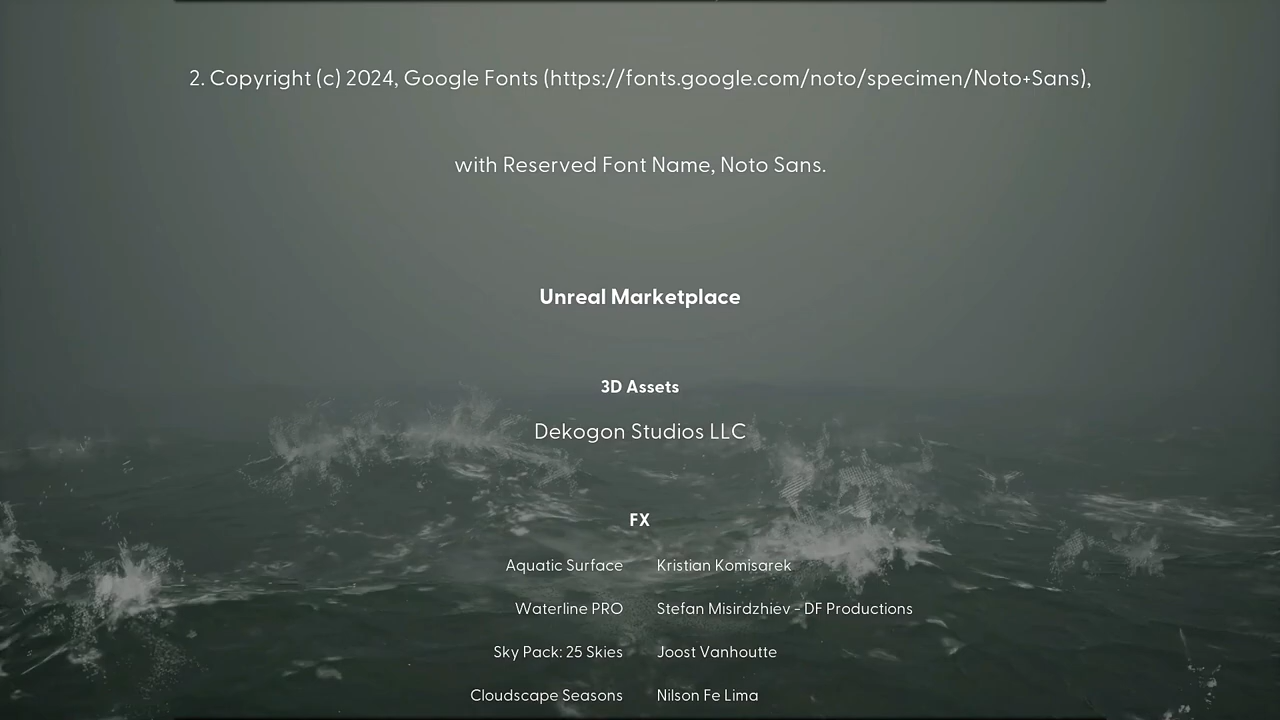 2. Copyright (c) 2024, Google Fonts (https://fonts.google.com/noto/specimen/Noto+Sans),
with Reserved Font Name, Noto Sans.
Unreal Marketplace
3D Assets
Dekogon Studios LLC
FX
Aquatic Surface Kristian Komisarek
Waterline PRO Stefan Misirdzhiev - DF Productions
Sky Pack: 25 Skies Joost Vanhoutte
Cloudscape Seasons Nilson Fe Lima